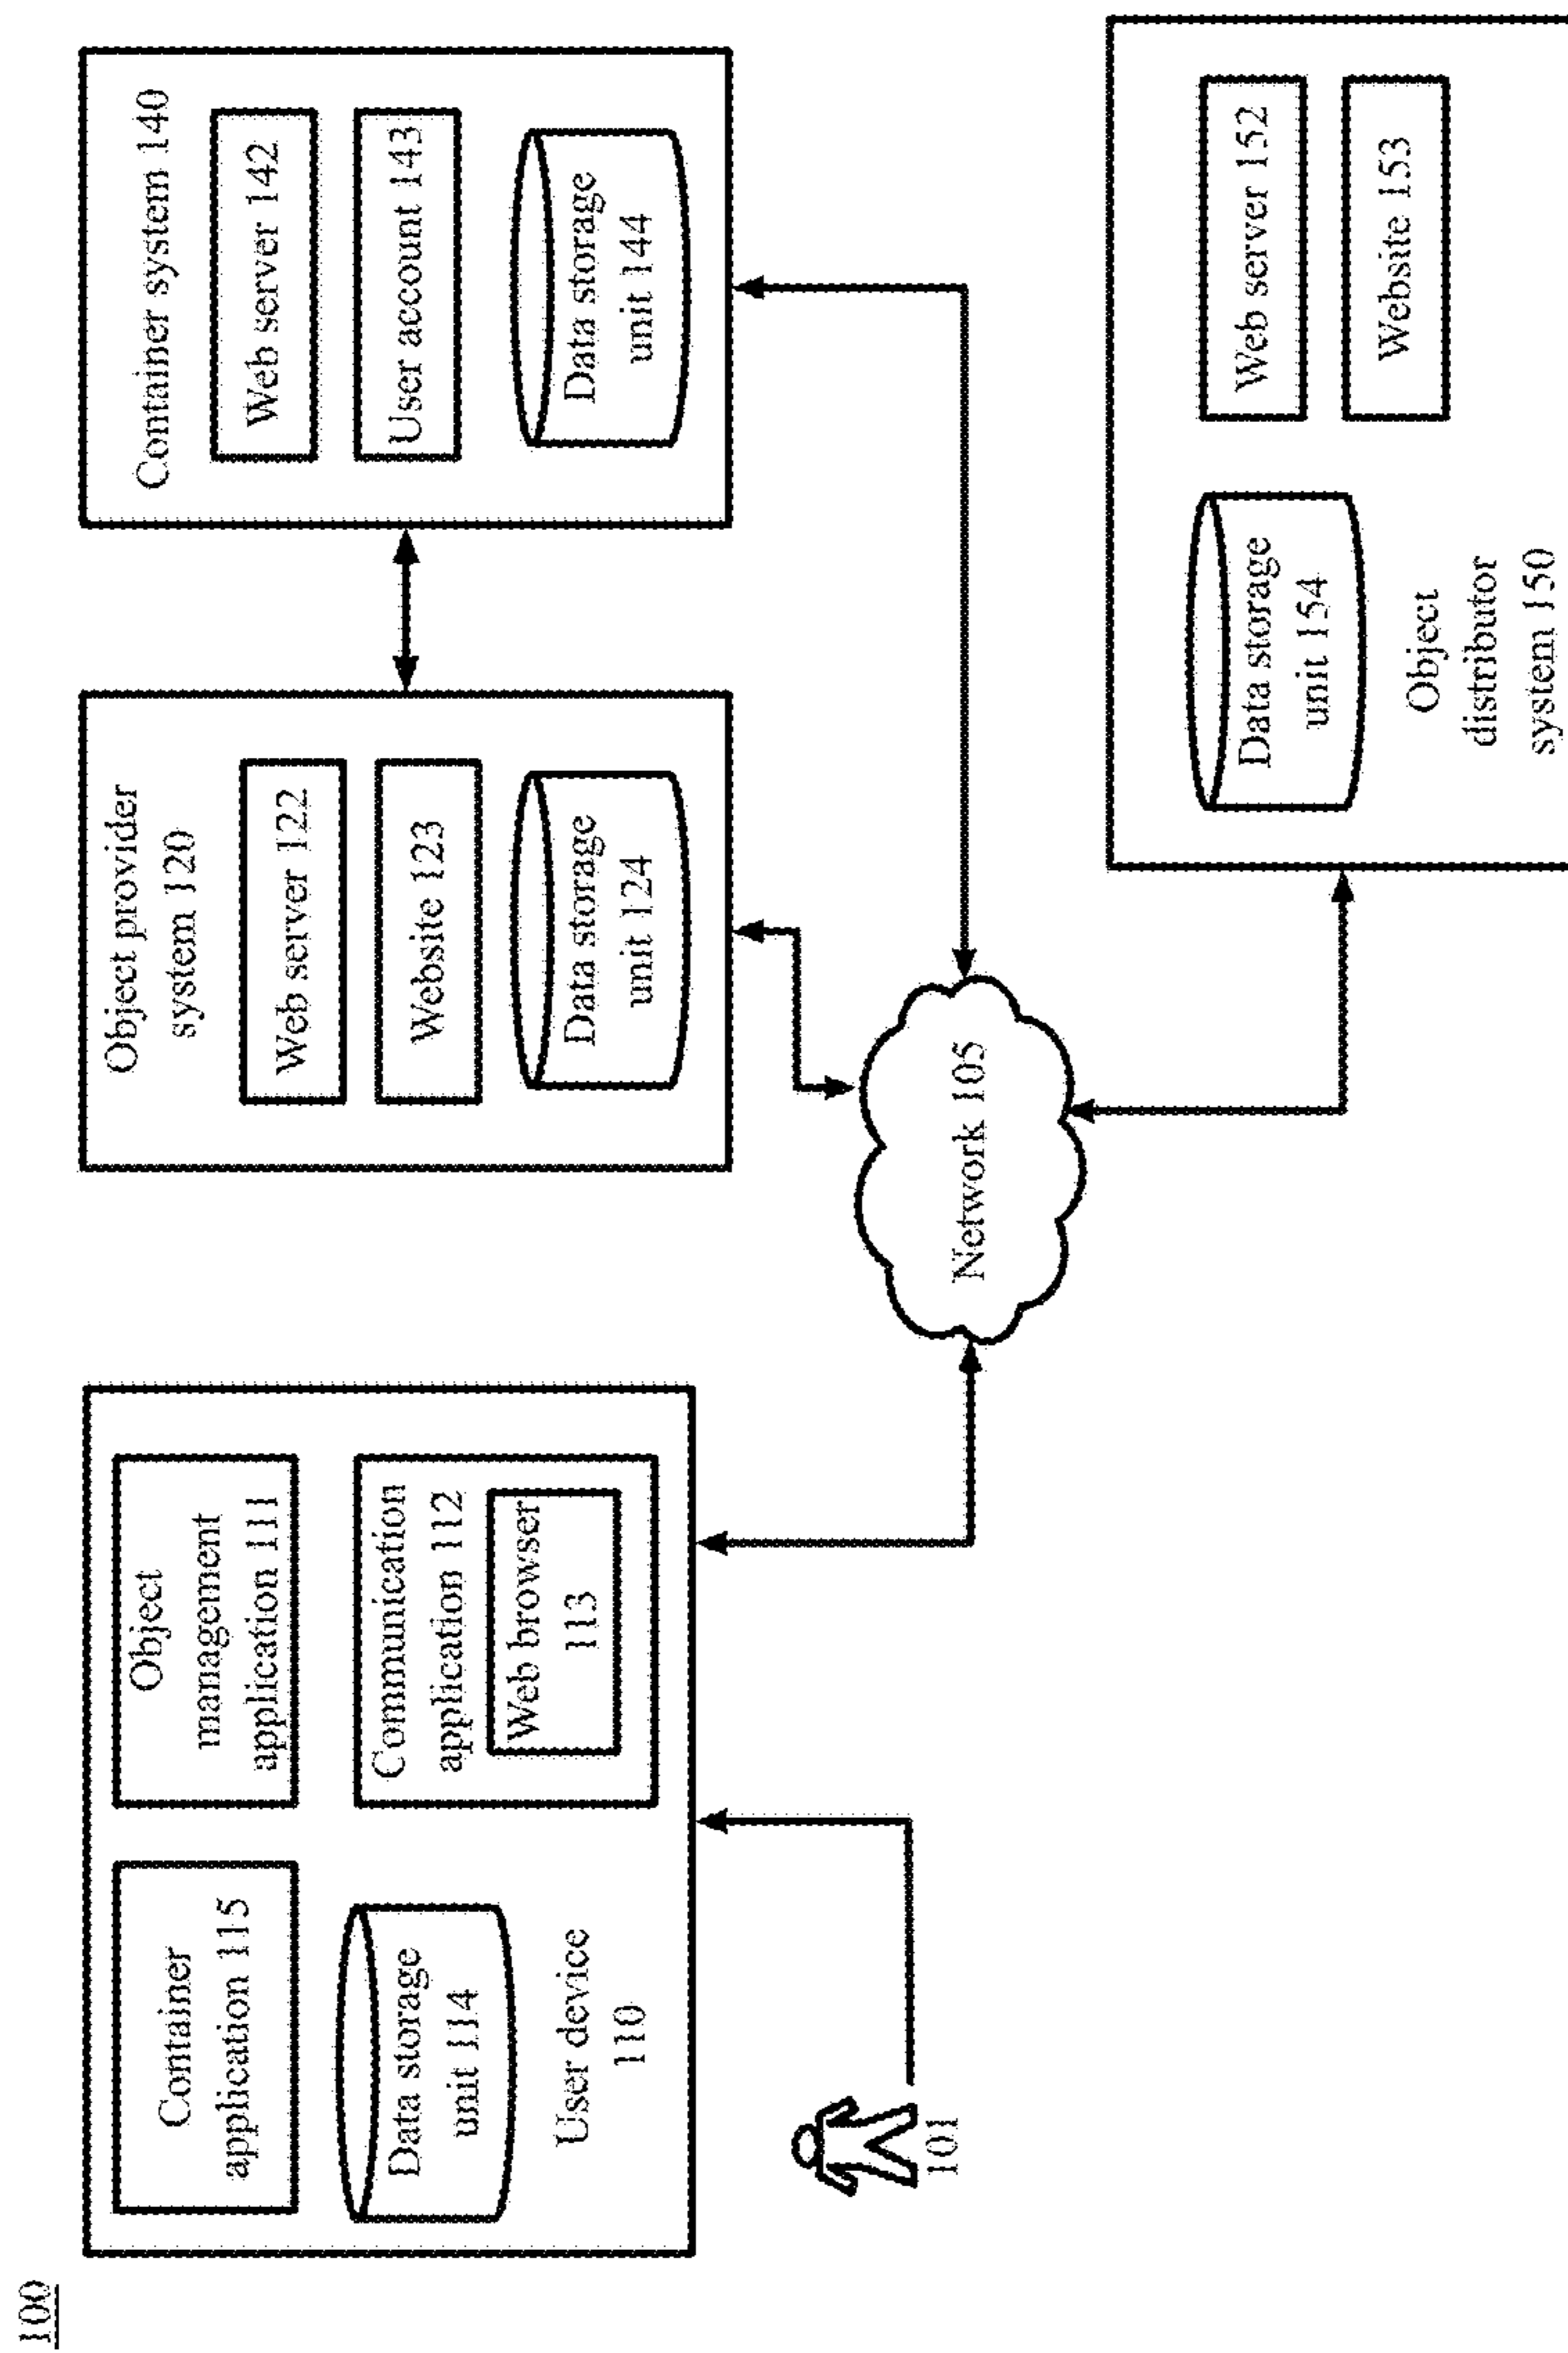 100
Container
application 115
Object
management
application 111
Data storage
unit 114
Communication
application 112
Web browser
113
User device
110
101
Object provider
system 120
Web server 122
Website 123
Data storage
unit 124
Container system 140
Web server 142
User account 143
Data storage
unit 144
Network 105
Data storage
unit 154
Object
distributor
system 150
Web server 152
Website 153